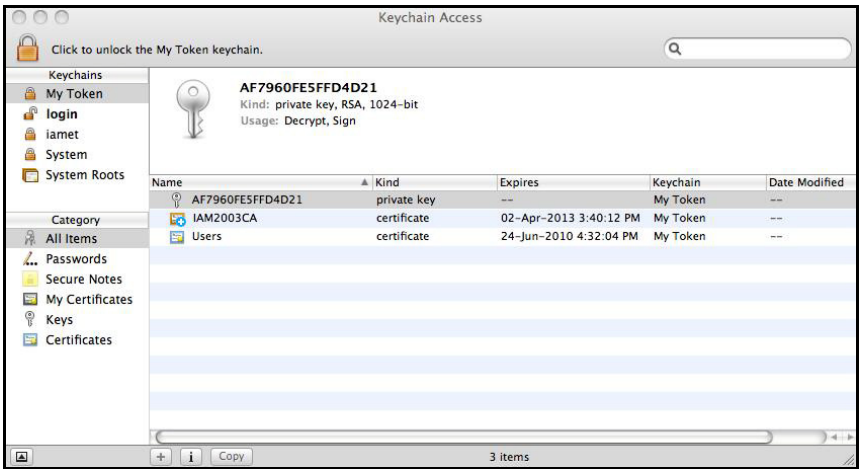 Keychain Access
Click to unlock the My Token keychain.
Keychains
My Token
login
iamet
System
System Roots
Category
All Items
Passwords
Secure Notes
My Certificates
Keys
Certificates
AF7960FE5FFD4D21
Kind: private key, RSA, 1024-bit
Usage: Decrypt, Sign
Name Kind Expires Keychain Date Modified
AF7960FE5FFD4D21 private key -- My Token --
IAM2003CA certificate 02-Apr-2013 3:40:12 PM My Token --
Users certificate 24-Jun-2010 4:32:04 PM My Token --
+ i Copy 3 items